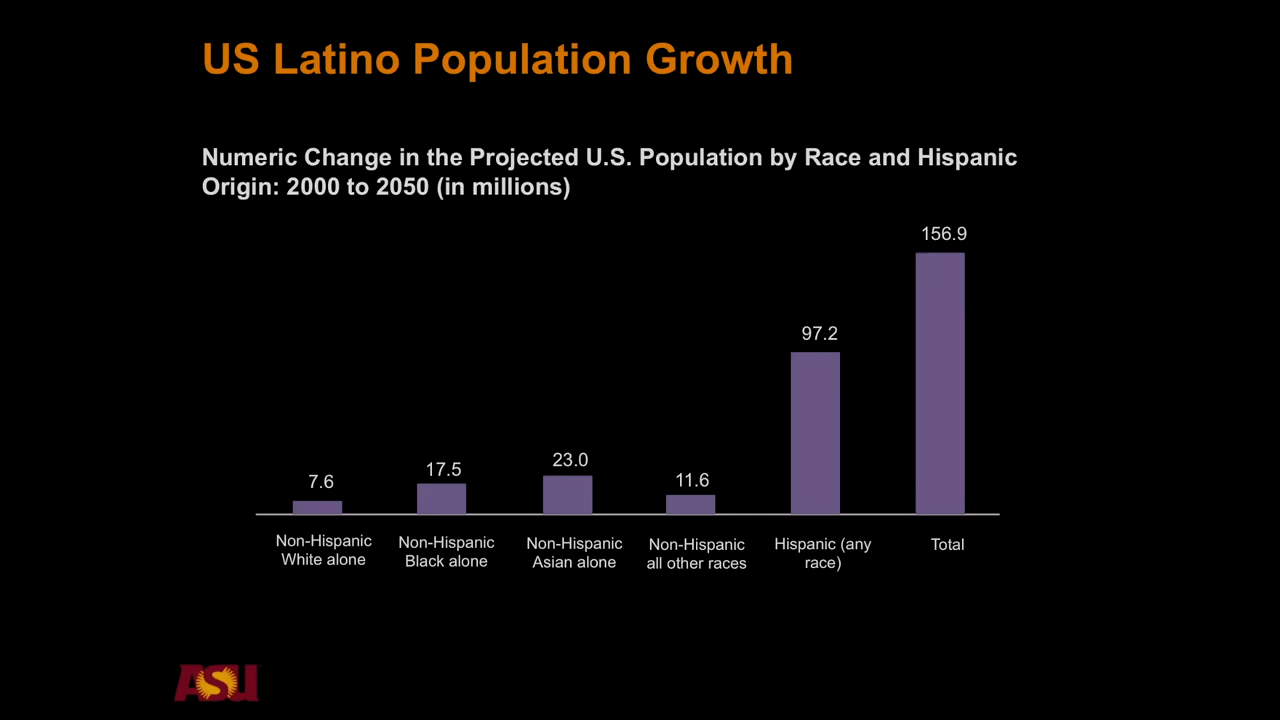 US Latino Population Growth
Numeric Change in the Projected U.S. Population by Race and Hispanic
Origin: 2000 to 2050 (in millions)
156.9
97.2
23.0
17.5
11.6
7.6
Non-Hispanic
White alone
Non-Hispanic
Black alone
Non-Hispanic
Asian alone
Non-Hispanic
all other races
Hispanic (any
race)
Total
ASU